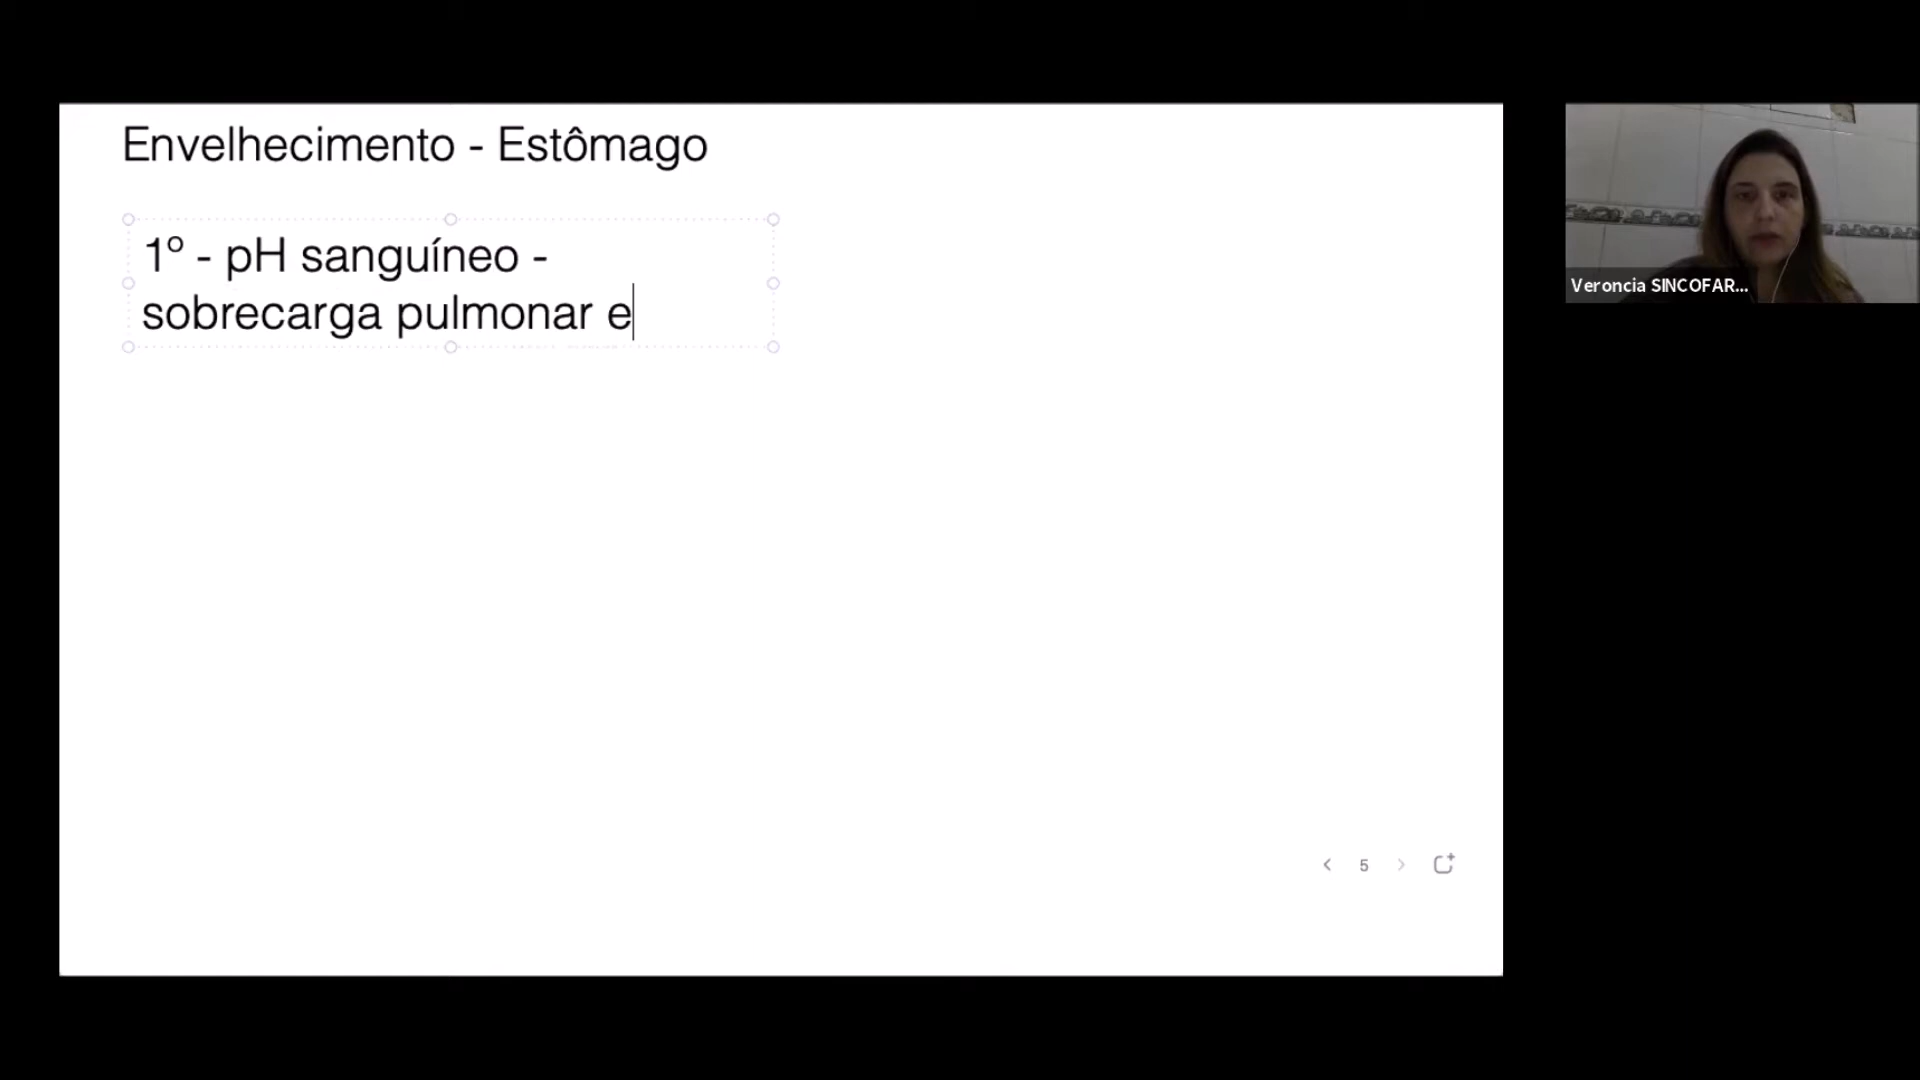 Envelhecimento - Estômago
1º - pH sanguíneo -
sobrecarga pulmonar e
Veroncia SINCOFAR...
5